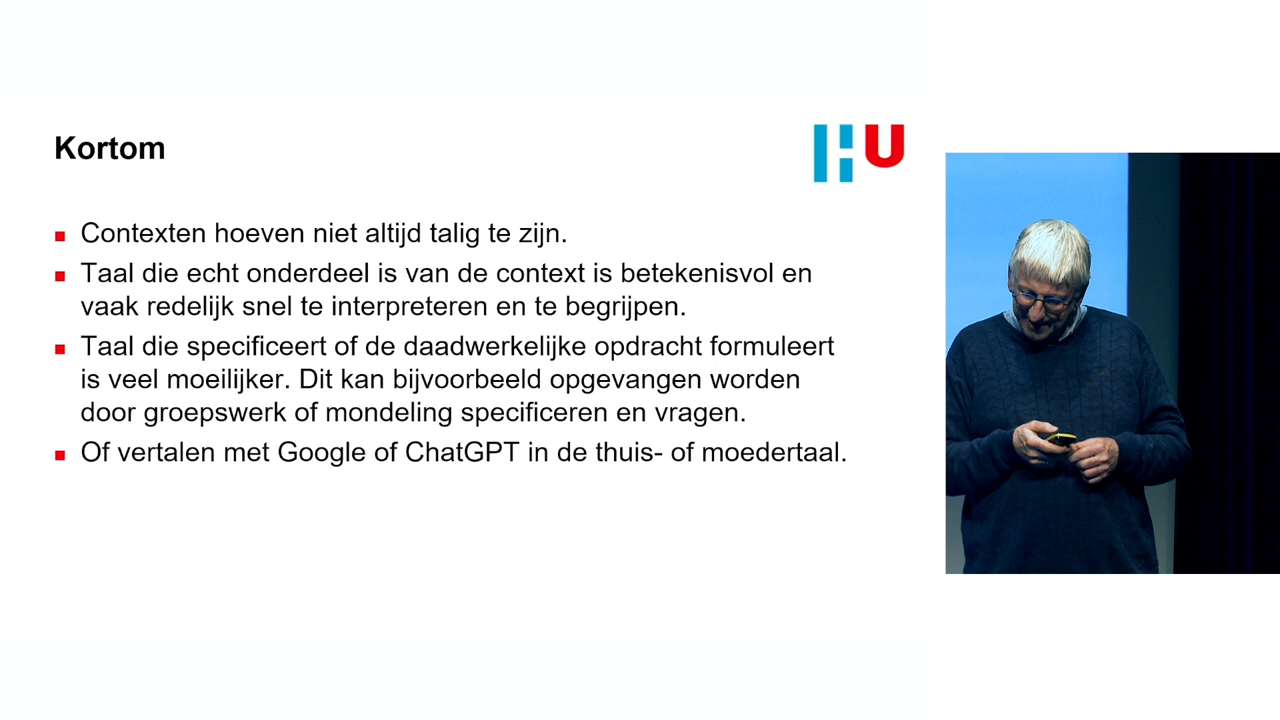 Kortom
HU
Contexten hoeven niet altijd talig te zijn.
Taal die echt onderdeel is van de context is betekenisvol en
vaak redelijk snel te interpreteren en te begrijpen.
Taal die specificeert of de daadwerkelijke opdracht formuleert
is veel moeilijker. Dit kan bijvoorbeeld opgevangen worden
door groepswerk of mondeling specificeren en vragen.
Of vertalen met Google of ChatGPT in de thuis- of moedertaal.